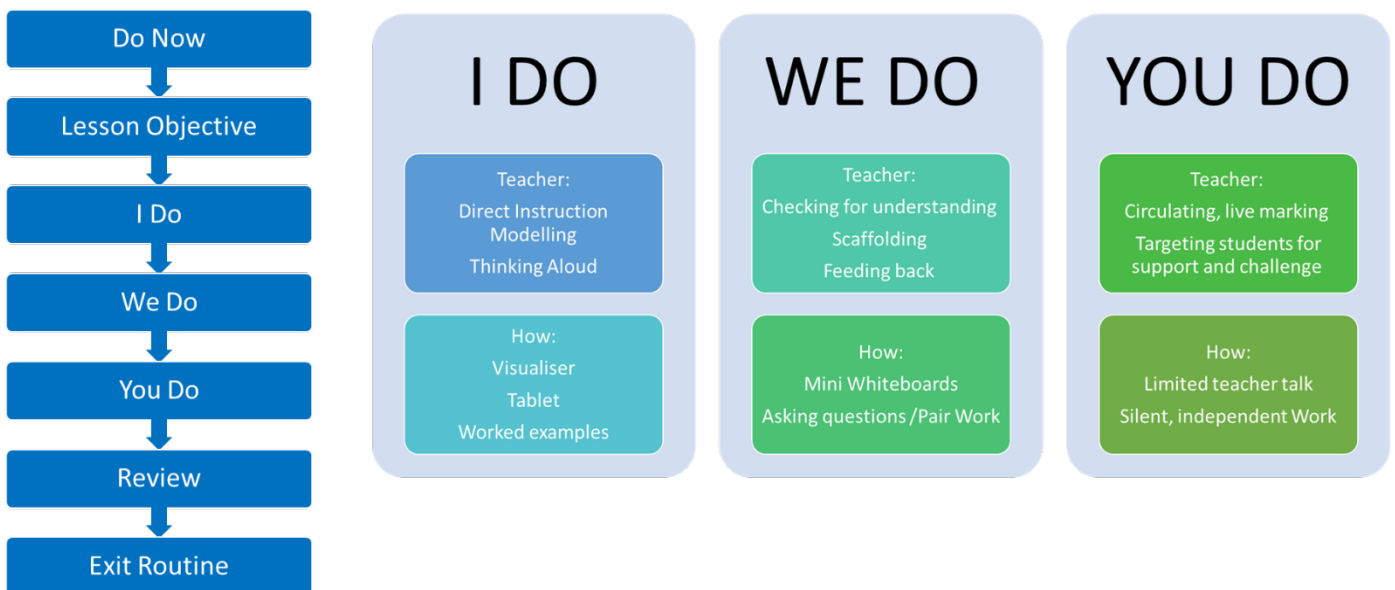 Do Now
Lesson Objective
I Do
We Do
You Do
Review
Exit Routine
I DO
Teacher:
Direct Instruction
Modelling
Thinking Aloud
How:
Visualiser
Tablet
Worked examples
WE DO
Teacher:
Checking for understanding
Scaffolding
Feeding back
How:
Mini Whiteboards
Asking questions /Pair Work
YOU DO
Teacher:
Circulating, live marking
Targeting students for
support and challenge
How:
Limited teacher talk
Silent, independent Work